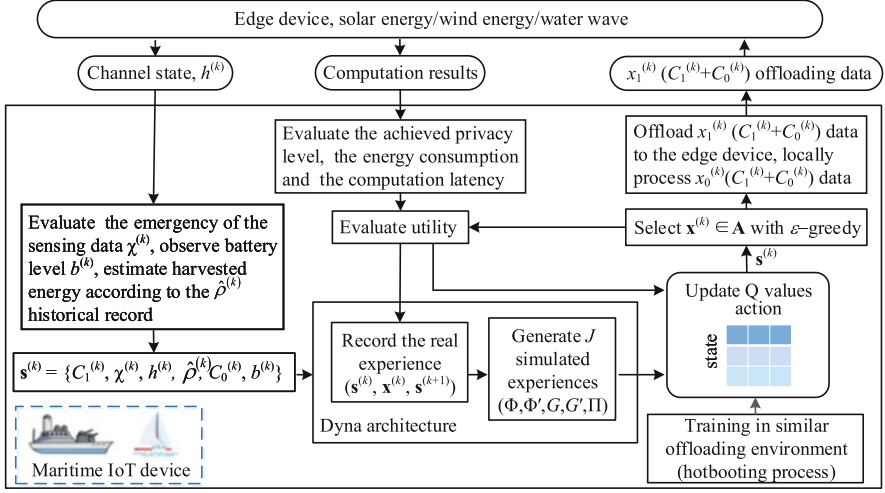 Edge device, solar energy/wind energy/water wave
Channel state, h^(k)
Computation results
x₁^(k) (C₁^(k)+C₀^(k)) offloading data
Evaluate the achieved privacy
level, the energy consumption
and the computation latency
Offload x₁^(k) (C₁^(k)+C₀^(k)) data
to the edge device, locally
process x₀^(k)(C₁^(k)+C₀^(k)) data
Evaluate the emergency of the
sensing data χ^(k), observe battery
level b^(k), estimate harvested
energy according to the ρ̂^(k)
historical record
Evaluate utility
Select x^(k) ∈ A with ε–greedy
s^(k)
Update Q values
action
state
s^(k) = {C₁^(k), χ^(k), h^(k), ρ̂^(k), C₀^(k), b^(k)}
Record the real
experience
(s^(k), x^(k), s^(k+1))
Generate J
simulated
experiences
(Φ,Φ′,G,G′,Π)
Dyna architecture
Training in similar
offloading environment
(hotbooting process)
Maritime IoT device